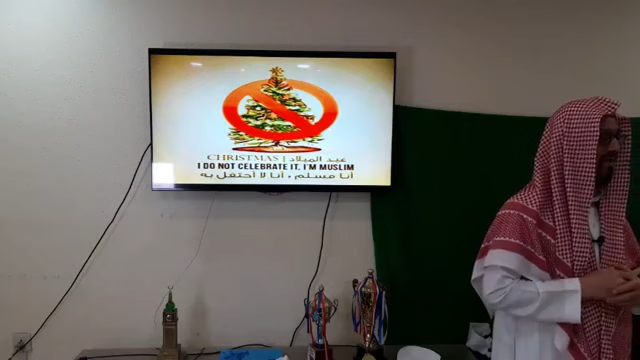 CHRISTMAS | عيد الميلاد
I DO NOT CELEBRATE IT, I'M MUSLIM
أنا مسلم ، أنا لا أحتفل به